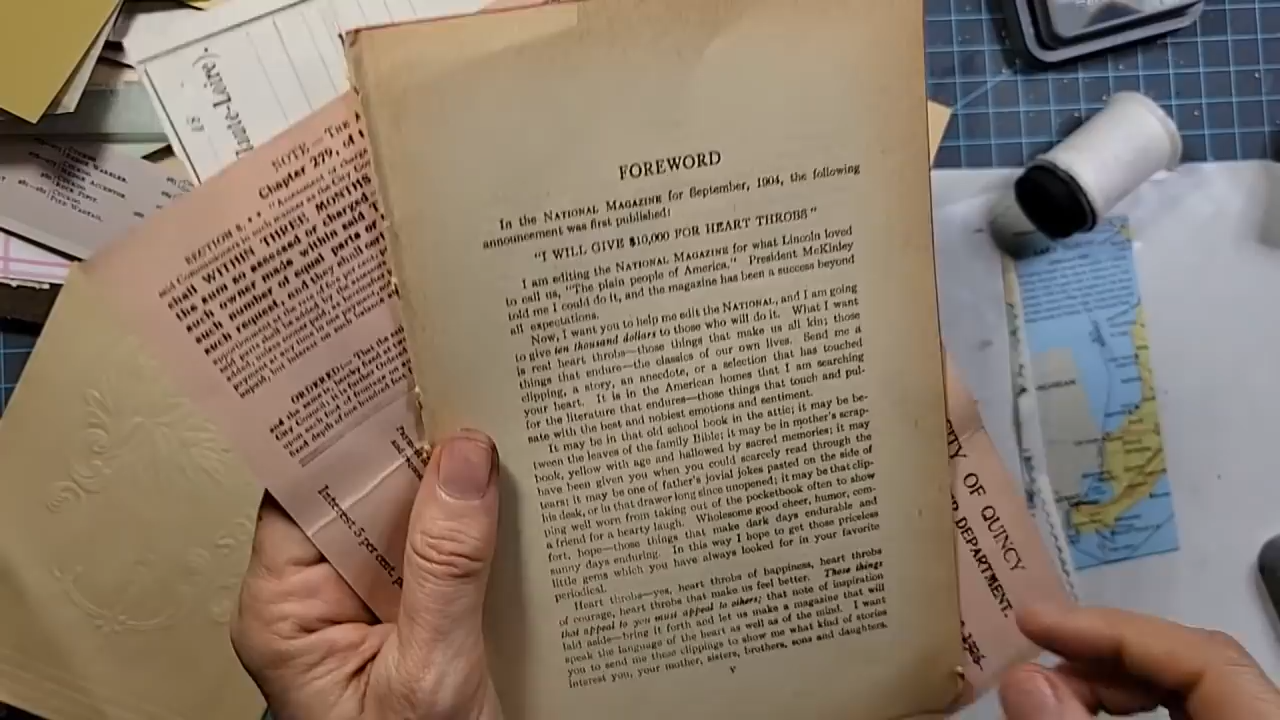 FOREWORD
In the NATIONAL MAGAZINE for September, 1904, the following
announcement was first published:
"I WILL GIVE $10,000 FOR HEART THROBS"
I am editing the NATIONAL MAGAZINE for what Lincoln loved
to call us, "The plain people of America." President McKinley
told me I could do it, and the magazine has been a success beyond
all expectations.
Now, I want you to help me edit the NATIONAL, and I am going
to give ten thousand dollars to those who will do it. What I want
is real heart throbs—those things that make us all kin; those
things that endure—the classics of our own lives. Send me a
clipping, a story, an anecdote, or a selection that has touched
your heart. It is in the American homes that I am searching
for the literature that endures—those things that touch and pul-
sate with the best and noblest emotions and sentiment.
It may be in that old school book in the attic; it may be be-
tween the leaves of the family Bible; it may be in mother's scrap-
book, yellow with age and hallowed by sacred memories; it may
have been given you when you could scarcely read through the
tears; it may be one of father's jovial jokes pasted on the side of
his desk, or in that drawer long since unopened; it may be that clip-
ping well worn from taking out of the pocketbook often to show
a friend for a hearty laugh. Wholesome good cheer, humor, com-
fort, hope—those things that make dark days endurable and
sunny days enduring. In this way I hope to get those priceless
little gems which you have always looked for in your favorite
periodical.
Heart throbs—yes, heart throbs of happiness, heart throbs
of courage, heart throbs that make us feel better. Those things
that appeal to you must appeal to others; that note of inspiration
laid aside—bring it forth and let us make a magazine that will
speak the language of the heart as well as of the mind. I want
you to send me these clippings to show me what kind of stories
interest you, your mother, sisters, brothers, sons and daughters.
v
NOTE.—THE A
Chapter 279, of t
SECTION 8. * * "Assessment or charge
shall WITHIN THREE MONTHS
the sum so assessed or charged
such owner made within said
such number of equal parts or
such request, and they shall cert
ORDERED: That the
Interest 5 per cent. p
CITY OF QUINCY
DEPARTMENT.